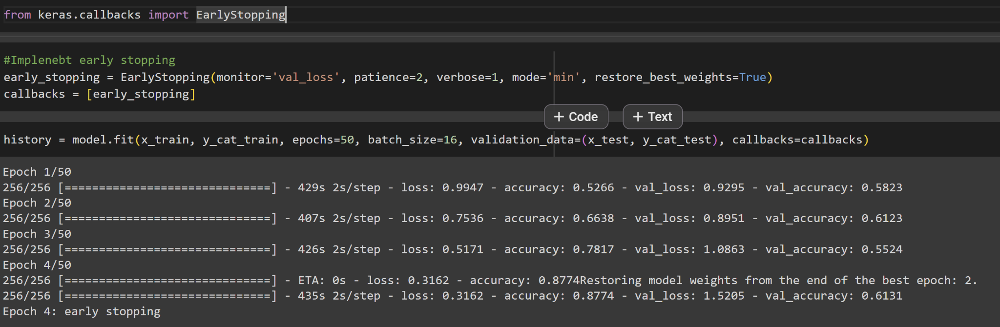 from keras.callbacks import EarlyStopping
#Implenebt early stopping
early_stopping = EarlyStopping(monitor='val_loss', patience=2, verbose=1, mode='min', restore_best_weights=True)
callbacks = [early_stopping]
+ Code + Text
history = model.fit(x_train, y_cat_train, epochs=50, batch_size=16, validation_data=(x_test, y_cat_test), callbacks=callbacks)
Epoch 1/50
256/256 [==============================] - 429s 2s/step - loss: 0.9947 - accuracy: 0.5266 - val_loss: 0.9295 - val_accuracy: 0.5823
Epoch 2/50
256/256 [==============================] - 407s 2s/step - loss: 0.7536 - accuracy: 0.6638 - val_loss: 0.8951 - val_accuracy: 0.6123
Epoch 3/50
256/256 [==============================] - 426s 2s/step - loss: 0.5171 - accuracy: 0.7817 - val_loss: 1.0863 - val_accuracy: 0.5524
Epoch 4/50
256/256 [==============================] - ETA: 0s - loss: 0.3162 - accuracy: 0.8774Restoring model weights from the end of the best epoch: 2.
256/256 [==============================] - 435s 2s/step - loss: 0.3162 - accuracy: 0.8774 - val_loss: 1.5205 - val_accuracy: 0.6131
Epoch 4: early stopping